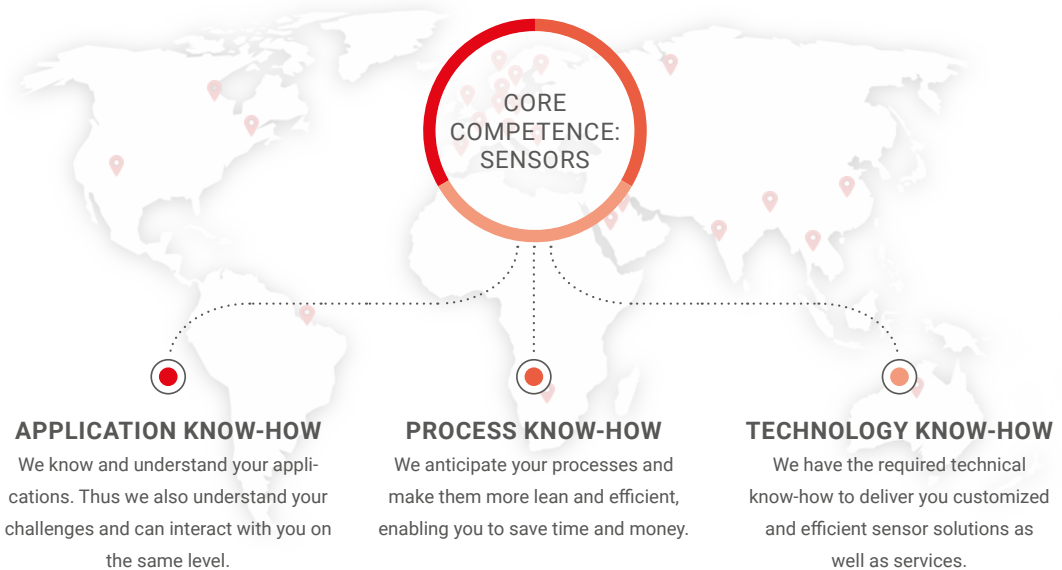 CORE
COMPETENCE:
SENSORS
APPLICATION KNOW-HOW
We know and understand your appli-
cations. Thus we also understand your
challenges and can interact with you on
the same level.
PROCESS KNOW-HOW
We anticipate your processes and
make them more lean and efficient,
enabling you to save time and money.
TECHNOLOGY KNOW-HOW
We have the required technical
know-how to deliver you customized
and efficient sensor solutions as
well as services.